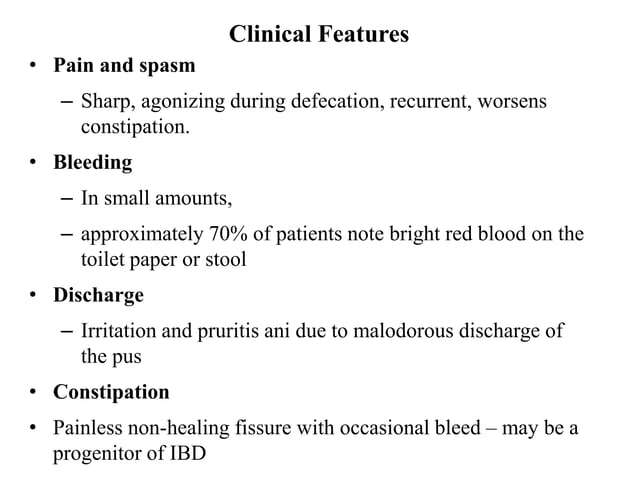 Clinical Features
• Pain and spasm
– Sharp, agonizing during defecation, recurrent, worsens
constipation.
• Bleeding
– In small amounts,
– approximately 70% of patients note bright red blood on the
toilet paper or stool
• Discharge
– Irritation and pruritis ani due to malodorous discharge of
the pus
• Constipation
• Painless non-healing fissure with occasional bleed – may be a
progenitor of IBD